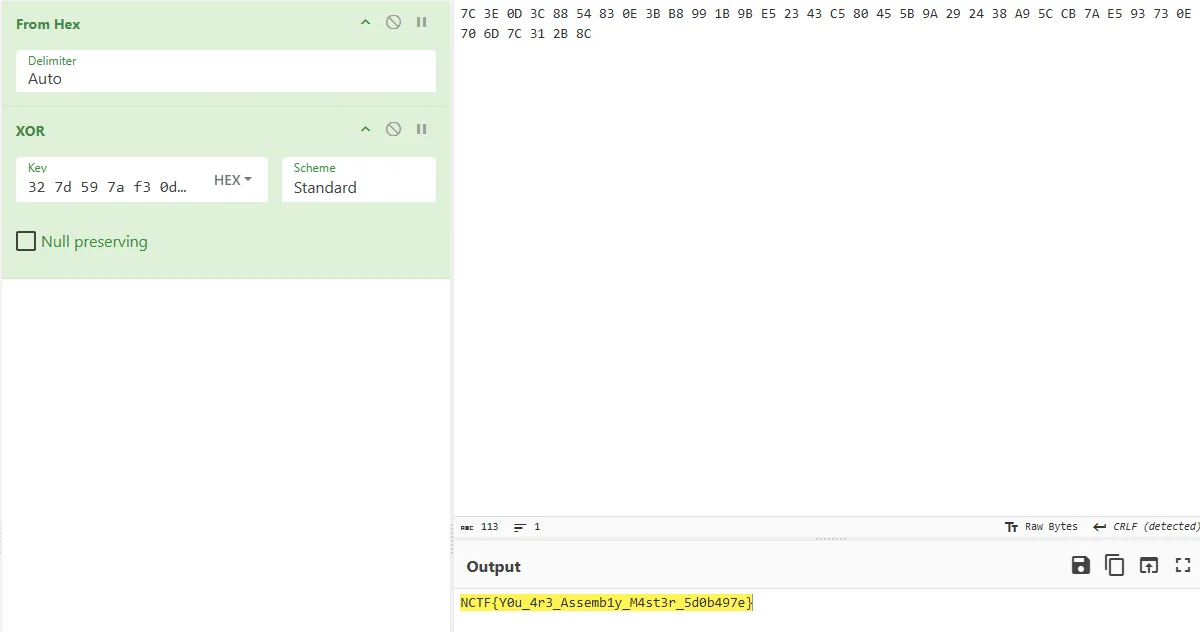 From Hex
Delimiter
Auto
XOR
Key
32 7d 59 7a f3 0d…
HEX
Scheme
Standard
Null preserving
7C 3E 0D 3C 88 54 83 0E 3B B8 99 1B 9B E5 23 43 C5 80 45 5B 9A 29 24 38 A9 5C CB 7A E5 93 73 0E
70 6D 7C 31 2B 8C
ABC 113 1 Tт Raw Bytes CRLF (detected)
Output
NCTF{Y0u_4r3_Assemb1y_M4st3r_5d0b497e}